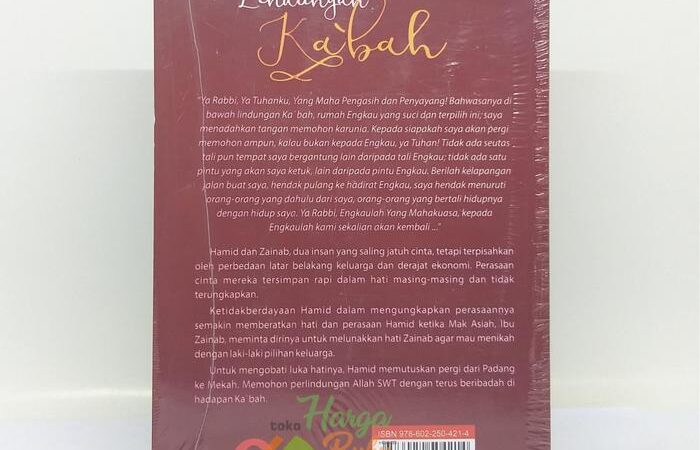 Lindungan
Ka'bah
"Ya Rabbi, Ya Tuhanku, Yang Maha Pengasih dan Penyayang! Bahwasanya di
bawah lindungan Ka`bah, rumah Engkau yang suci dan terpilih ini, saya
menadahkan tangan memohon karunia. Kepada siapakah saya akan pergi
memohon ampun, kalau bukan kepada Engkau, ya Tuhan! Tidak ada seutas
tali pun tempat saya bergantung lain daripada tali Engkau; tidak ada satu
pintu yang akan saya ketuk, lain daripada pintu Engkau. Berilah kelapangan
jalan buat saya, hendak pulang ke hadirat Engkau, saya hendak menuruti
orang-orang yang dahulu dari saya, orang-orang yang bertali hidupnya
dengan hidup saya. Ya Rabbi, Engkaulah Yang Mahakuasa, kepada
Engkaulah kami sekalian akan kembali ..."
Hamid dan Zainab, dua insan yang saling jatuh cinta, tetapi terpisahkan
oleh perbedaan latar belakang keluarga dan derajat ekonomi. Perasaan
cinta mereka tersimpan rapi dalam hati masing-masing dan tidak
terungkapkan.
Ketidakberdayaan Hamid dalam mengungkapkan perasaannya
semakin memberatkan hati dan perasaan Hamid ketika Mak Asiah, Ibu
Zainab, meminta dirinya untuk melunakkan hati Zainab agar mau menikah
dengan laki-laki pilihan keluarga.
Untuk mengobati luka hatinya, Hamid memutuskan pergi dari Padang
ke Mekah. Memohon perlindungan Allah SWT dengan terus beribadah di
hadapan Ka`bah.
toko Harga
ISBN 978-602-250-421-4